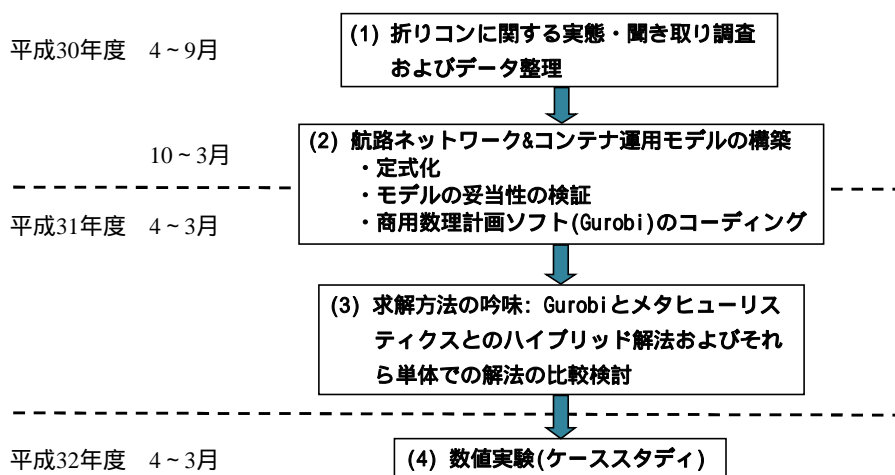 平成30年度 4～9月
(1) 折りコンに関する実態・聞き取り調査
およびデータ整理
10～3月
(2) 航路ネットワーク&コンテナ運用モデルの構築
・定式化
・モデルの妥当性の検証
・商用数理計画ソフト(Gurobi)のコーディング
平成31年度 4～3月
(3) 求解方法の吟味: Gurobiとメタヒューリス
ティクスとのハイブリッド解法およびそれ
ら単体での解法の比較検討
平成32年度 4～3月
(4) 数値実験(ケーススタディ)